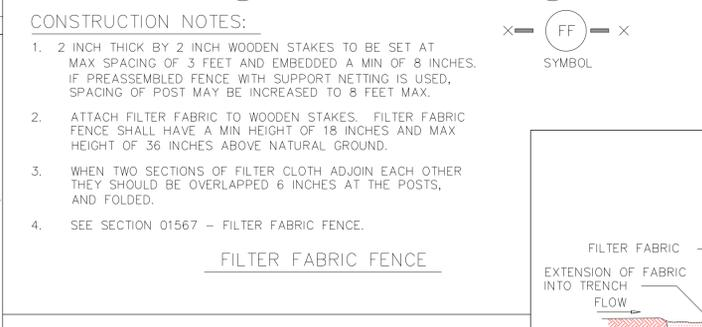 CONSTRUCTION NOTES:
1. 2 INCH THICK BY 2 INCH WOODEN STAKES TO BE SET AT
MAX SPACING OF 3 FEET AND EMBEDDED A MIN OF 8 INCHES.
IF PREASSEMBLED FENCE WITH SUPPORT NETTING IS USED,
SPACING OF POST MAY BE INCREASED TO 8 FEET MAX.
2. ATTACH FILTER FABRIC TO WOODEN STAKES. FILTER FABRIC
FENCE SHALL HAVE A MIN HEIGHT OF 18 INCHES AND MAX
HEIGHT OF 36 INCHES ABOVE NATURAL GROUND.
3. WHEN TWO SECTIONS OF FILTER CLOTH ADJOIN EACH OTHER
THEY SHOULD BE OVERLAPPED 6 INCHES AT THE POSTS,
AND FOLDED.
4. SEE SECTION 01567 – FILTER FABRIC FENCE.
FILTER FABRIC FENCE
FF
SYMBOL
FILTER FABRIC
EXTENSION OF FABRIC
INTO TRENCH
FLOW